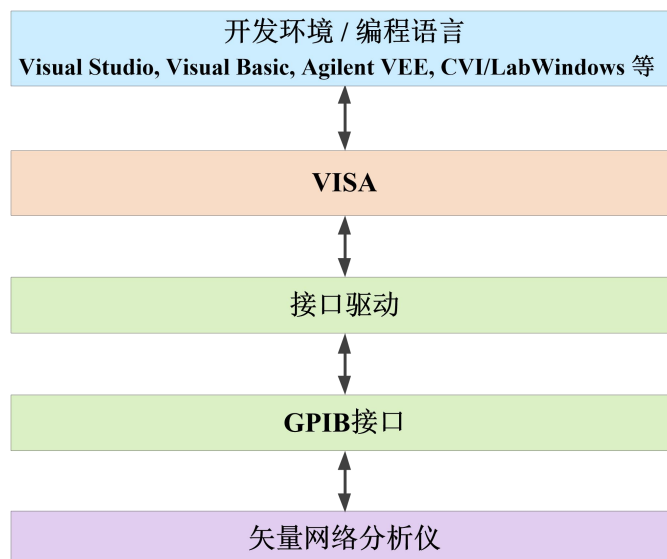 开发环境 / 编程语言
Visual Studio, Visual Basic, Agilent VEE, CVI/LabWindows 等
VISA
接口驱动
GPIB接口
矢量网络分析仪